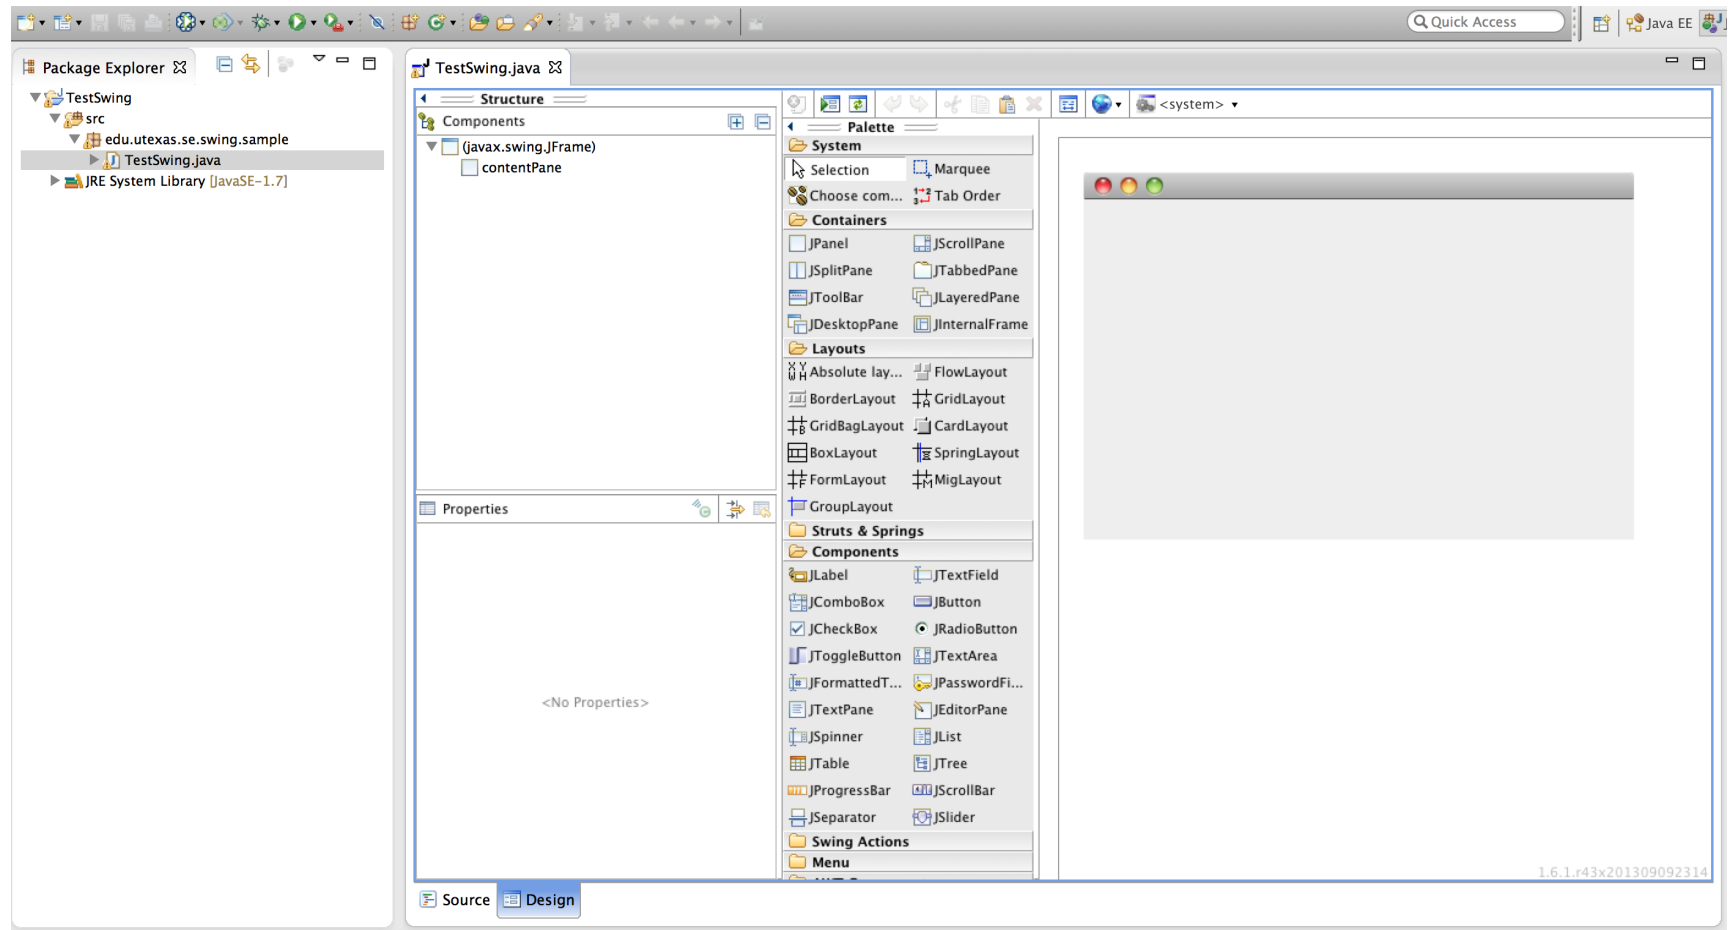 Quick Access
Java EE
Package Explorer
TestSwing
src
edu.utexas.se.swing.sample
TestSwing.java
JRE System Library [JavaSE-1.7]
TestSwing.java
Structure
Components
(javax.swing.JFrame)
contentPane
Properties
<No Properties>
<system>
Palette
System
Selection Marquee
Choose com... Tab Order
Containers
JPanel JScrollPane
JSplitPane JTabbedPane
JToolBar JLayeredPane
JDesktopPane JInternalFrame
Layouts
Absolute lay... FlowLayout
BorderLayout GridLayout
GridBagLayout CardLayout
BoxLayout SpringLayout
FormLayout MigLayout
GroupLayout
Struts & Springs
Components
JLabel JTextField
JComboBox JButton
JCheckBox JRadioButton
JToggleButton JTextArea
JFormattedT... JPasswordFi...
JTextPane JEditorPane
JSpinner JList
JTable JTree
JProgressBar JScrollBar
JSeparator JSlider
Swing Actions
Menu
1.6.1.r43x201309092314
Source Design